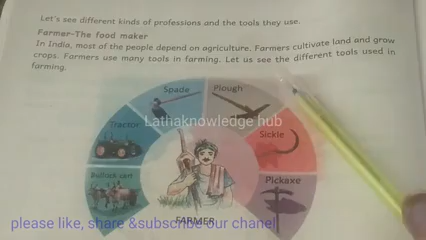 Let's see different kinds of professions and the tools they use.
Farmer-The food maker
In India, most of the people depend on agriculture. Farmers cultivate land and grow
crops. Farmers use many tools in farming. Let us see the different tools used in
farming.
Spade
Plough
Tractor
Lathaknowledge hub
Sickle
Bullock cart
Pickaxe
FARMER
please like, share &subscribe our chanel